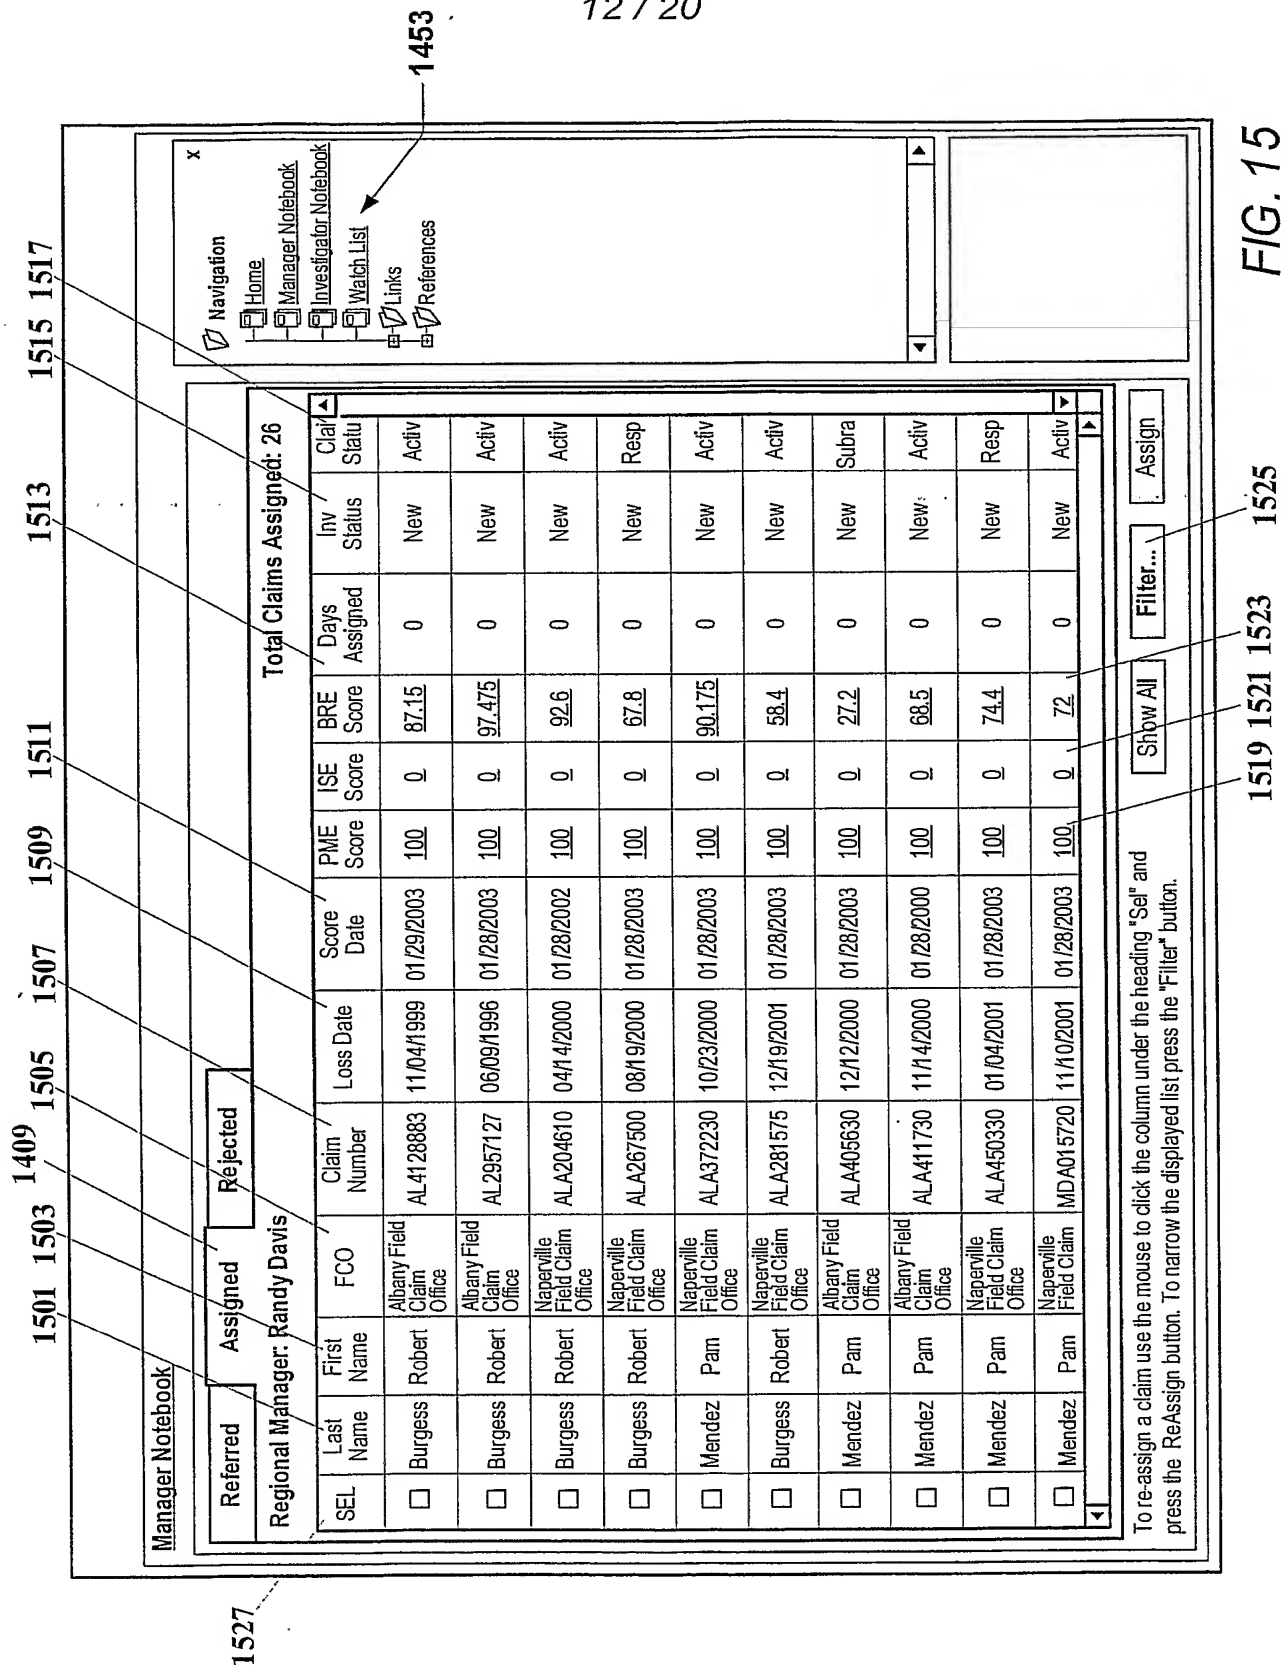 12 / 20
1409
1501 1503 1505 1507 1509 1511 1513 1515 1517
1453
1527
Manager Notebook
Referred Assigned Rejected
Regional Manager: Randy Davis Total Claims Assigned: 26
SEL Last Name First Name FCO Claim Number Loss Date Score Date PME Score ISE Score BRE Score Days Assigned Inv Status Clai Statu
Burgess Robert Albany Field Claim Office AL4128883 11/04/1999 01/29/2003 100 0 87.15 0 New Activ
Burgess Robert Albany Field Claim Office AL2957127 06/09/1996 01/28/2003 100 0 97.475 0 New Activ
Burgess Robert Naperville Field Claim Office ALA204610 04/14/2000 01/28/2002 100 0 92.6 0 New Activ
Burgess Robert Naperville Field Claim Office ALA267500 08/19/2000 01/28/2003 100 0 67.8 0 New Resp
Mendez Pam Naperville Field Claim Office ALA372230 10/23/2000 01/28/2003 100 0 90.175 0 New Activ
Burgess Robert Naperville Field Claim Office ALA281575 12/19/2001 01/28/2003 100 0 58.4 0 New Activ
Mendez Pam Albany Field Claim Office ALA405630 12/12/2000 01/28/2003 100 0 27.2 0 New Subra
Mendez Pam Albany Field Claim Office ALA411730 11/14/2000 01/28/2000 100 0 68.5 0 New Activ
Mendez Pam Naperville Field Claim Office ALA450330 01/04/2001 01/28/2003 100 0 74.4 0 New Resp
Mendez Pam Naperville Field Claim MDA015720 11/10/2001 01/28/2003 100 0 72 0 New Activ
To re-assign a claim use the mouse to click the column under the heading "Sel" and
press the ReAssign button. To narrow the displayed list press the "Filter" button.
Show All Filter... Assign
Navigation x
Home
Manager Notebook
Investigator Notebook
Watch List
Links
References
1519 1521 1523 1525
FIG. 15